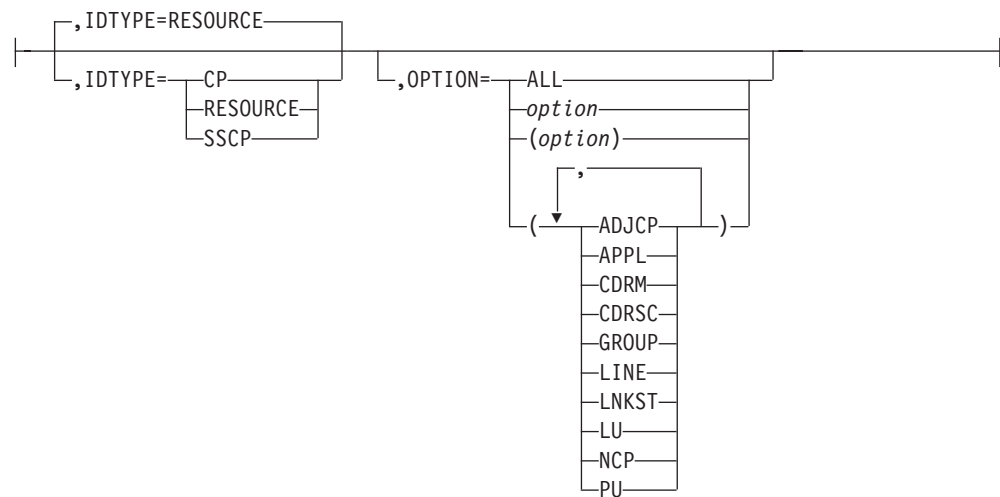 ,IDTYPE=RESOURCE
,IDTYPE= CP
RESOURCE
SSCP
,OPTION= ALL
option
(option)
,
( ADJCP )
APPL
CDRM
CDRSC
GROUP
LINE
LNKST
LU
NCP
PU